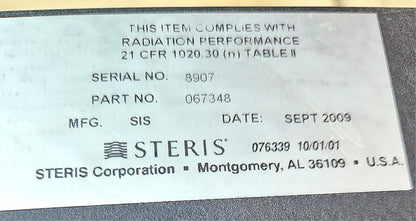 THIS ITEM COMPLIES WITH
RADIATION PERFORMANCE
21 CFR 1020.30 (n) TABLE II
SERIAL NO. 8907
PART NO. 067348
MFG. SIS DATE: SEPT 2009
STERIS® 076339 10/01/01
STERIS Corporation ▪ Montgomery, AL 36109 ▪ U.S.A.